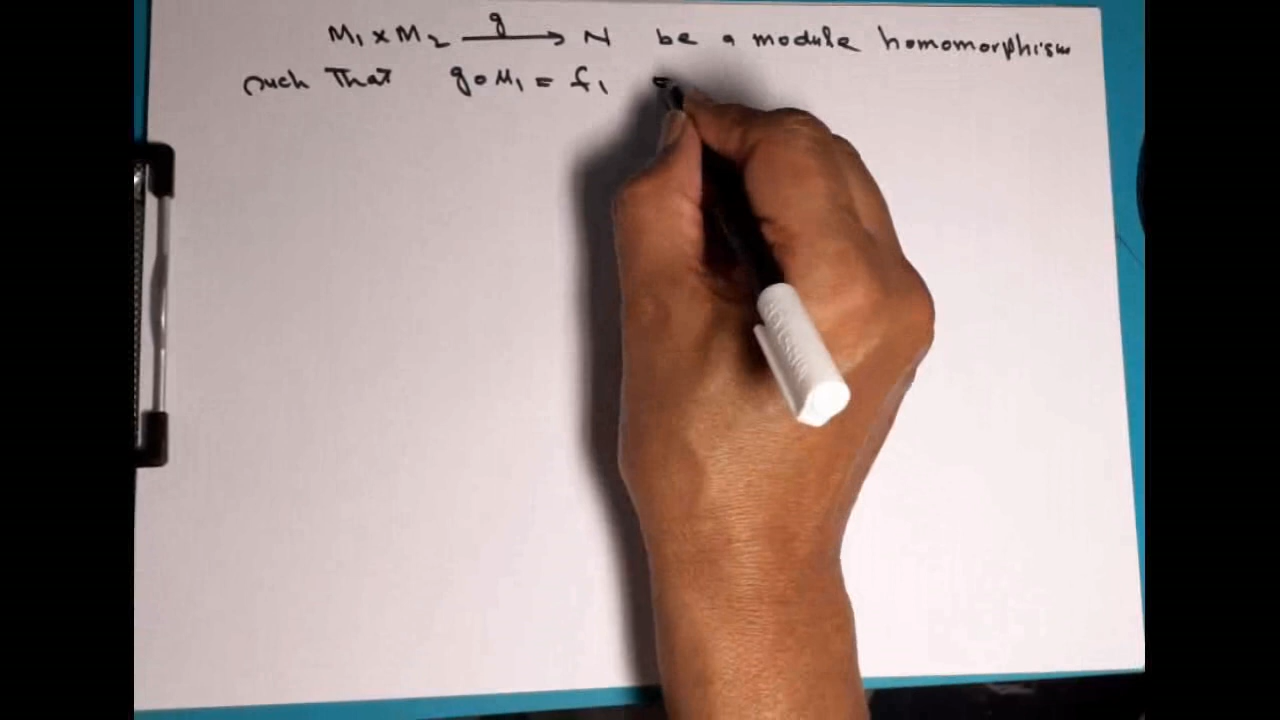 M₁ × M₂ —g→ N be a module homomorphism
such that g∘μ₁ = f₁